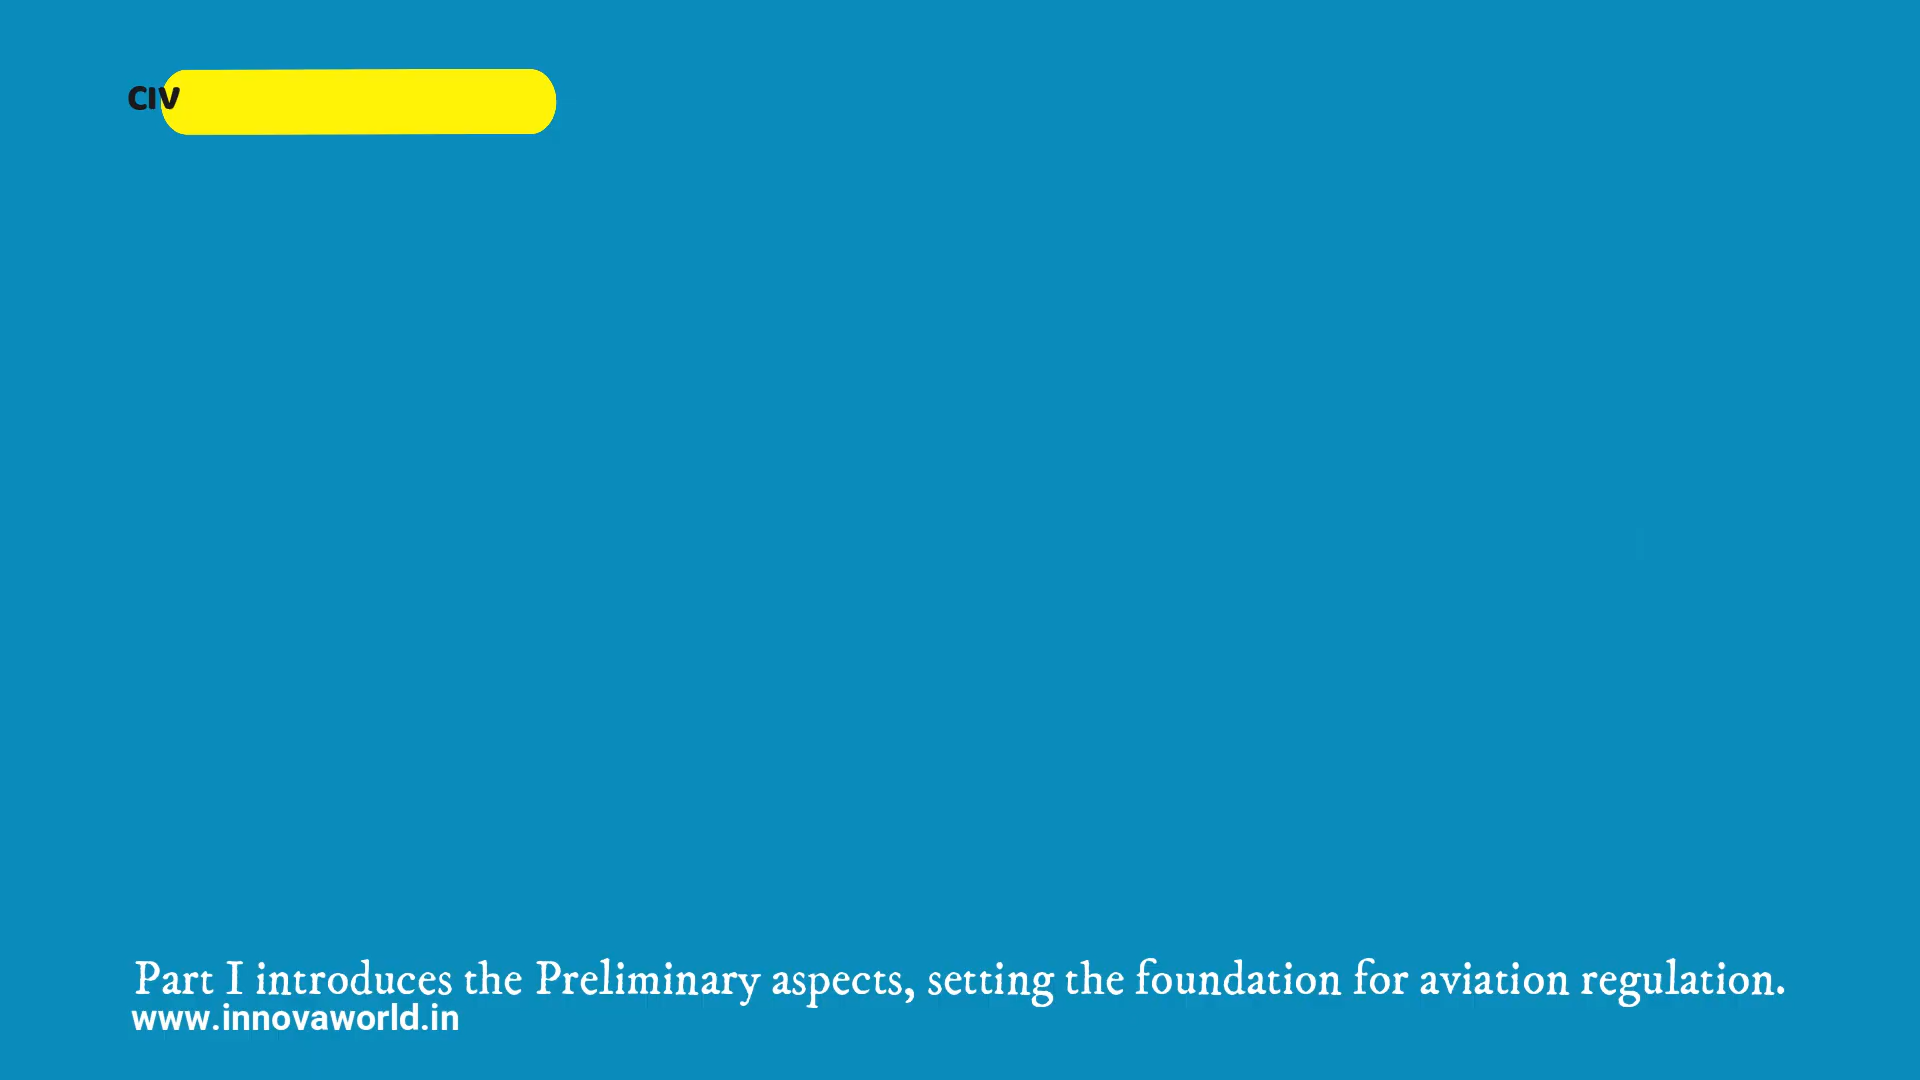 CIV
Part I introduces the Preliminary aspects, setting the foundation for aviation regulation.
www.innovaworld.in